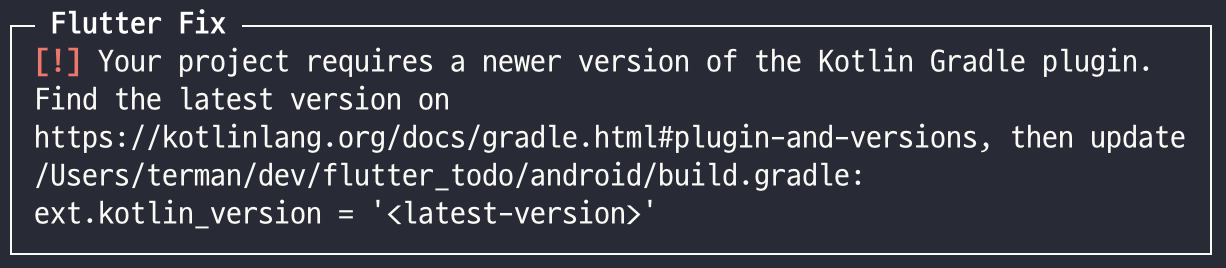 Flutter Fix
[!] Your project requires a newer version of the Kotlin Gradle plugin.
Find the latest version on
https://kotlinlang.org/docs/gradle.html#plugin-and-versions, then update
/Users/terman/dev/flutter_todo/android/build.gradle:
ext.kotlin_version = '<latest-version>'